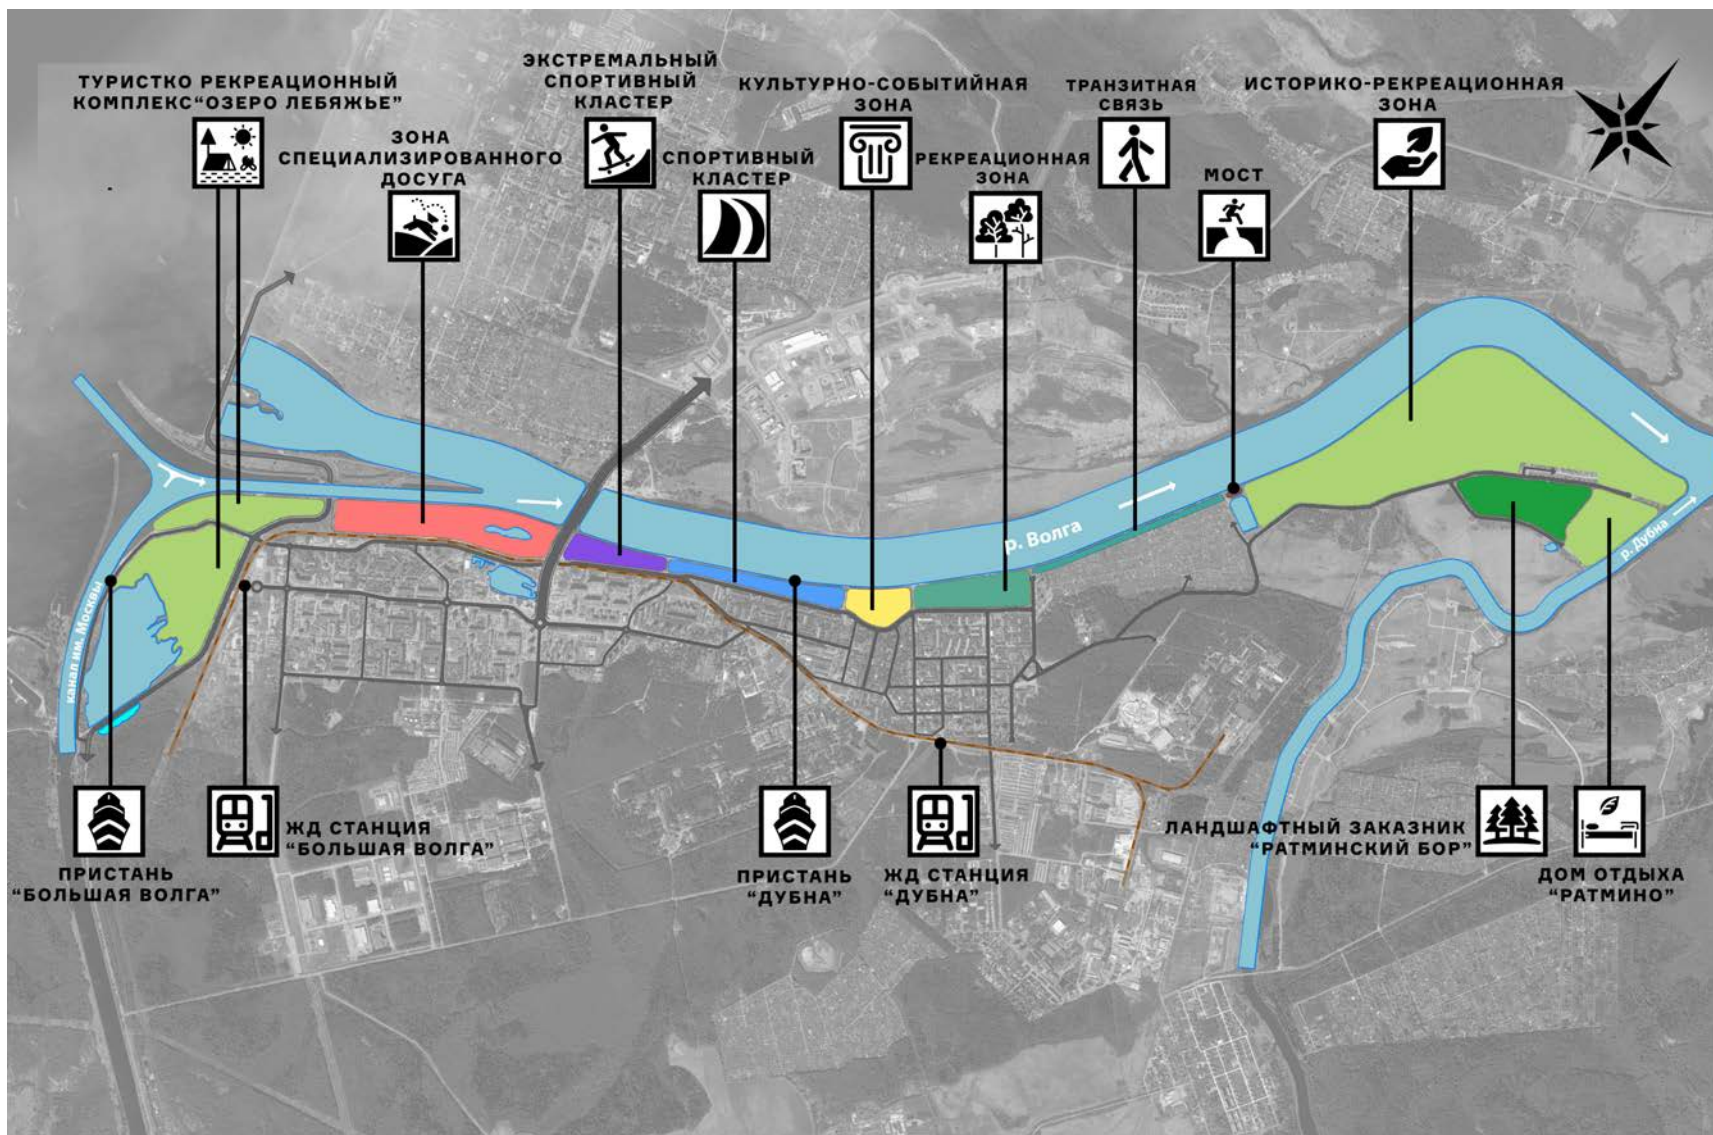 ТУРИСТКО РЕКРЕАЦИОННЫЙ
КОМПЛЕКС“ОЗЕРО ЛЕБЯЖЬЕ”
ЗОНА
СПЕЦИАЛИЗИРОВАННОГО
ДОСУГА
ЭКСТРЕМАЛЬНЫЙ
СПОРТИВНЫЙ
КЛАСТЕР
СПОРТИВНЫЙ
КЛАСТЕР
КУЛЬТУРНО-СОБЫТИЙНАЯ
ЗОНА
РЕКРЕАЦИОННАЯ
ЗОНА
ТРАНЗИТНАЯ
СВЯЗЬ
МОСТ
ИСТОРИКО-РЕКРЕАЦИОННАЯ
ЗОНА
р. Волга
р. Дубна
канал им. Москвы
ПРИСТАНЬ
“БОЛЬШАЯ ВОЛГА”
ЖД СТАНЦИЯ
“БОЛЬШАЯ ВОЛГА”
ПРИСТАНЬ
“ДУБНА”
ЖД СТАНЦИЯ
“ДУБНА”
ЛАНДШАФТНЫЙ ЗАКАЗНИК
“РАТМИНСКИЙ БОР”
ДОМ ОТДЫХА
“РАТМИНО”